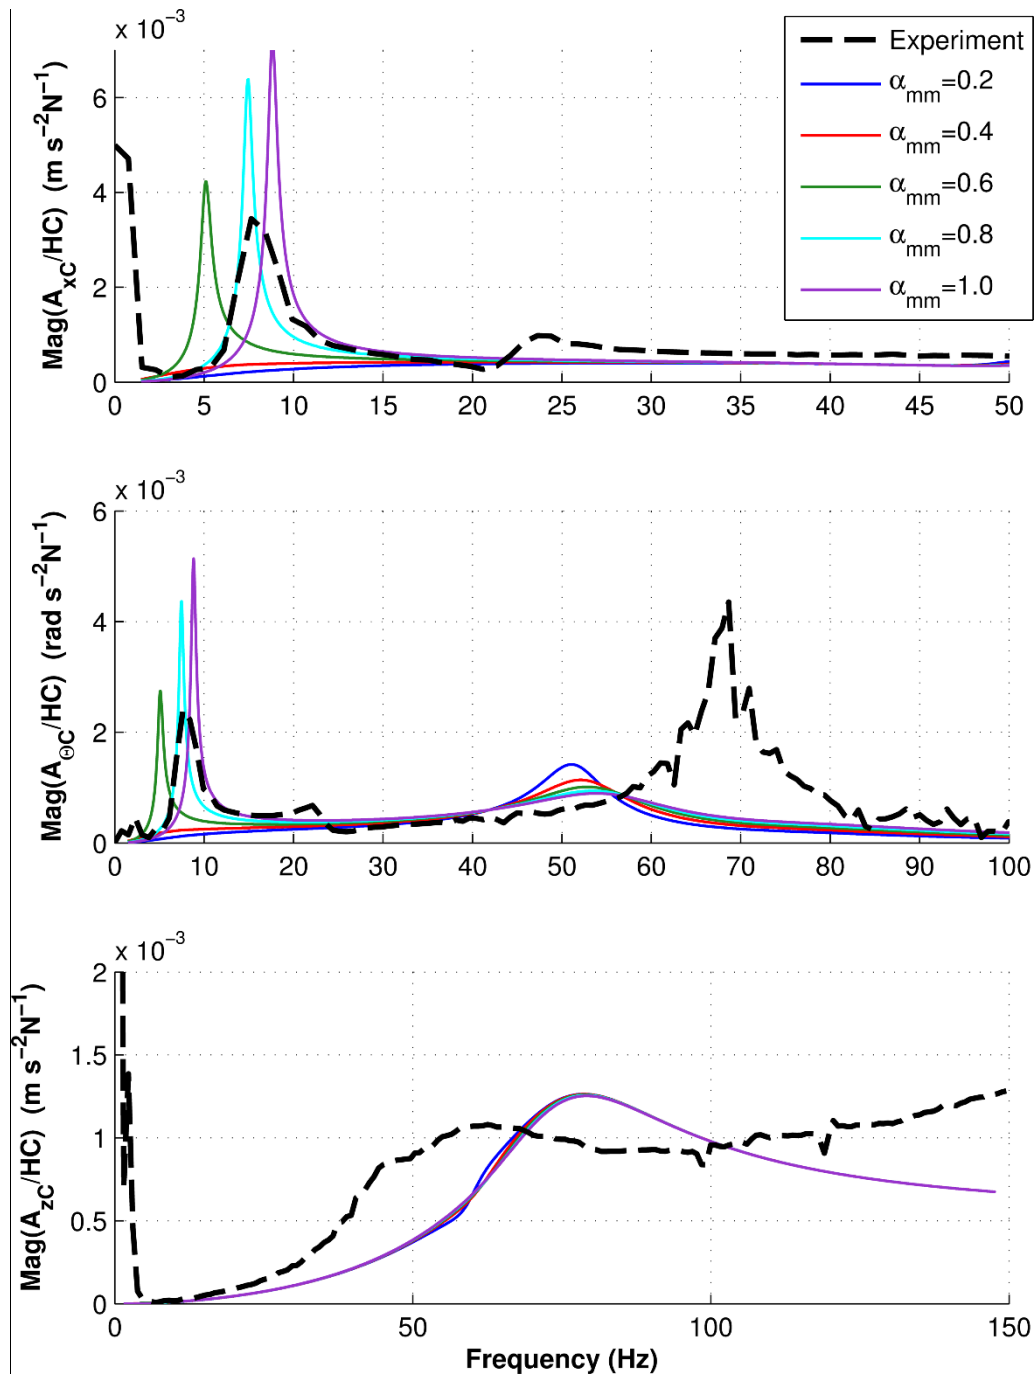 x 10⁻³
Mag(A_xC/HC) (m s⁻²N⁻¹)
6
4
2
0
0 5 10 15 20 25 30 35 40 45 50
Experiment
α_mm=0.2
α_mm=0.4
α_mm=0.6
α_mm=0.8
α_mm=1.0
x 10⁻³
Mag(A_ΘC/HC) (rad s⁻²N⁻¹)
6
4
2
0
0 10 20 30 40 50 60 70 80 90 100
x 10⁻³
Mag(A_zC/HC) (m s⁻²N⁻¹)
2
1.5
1
0.5
0
0 50 100 150
Frequency (Hz)